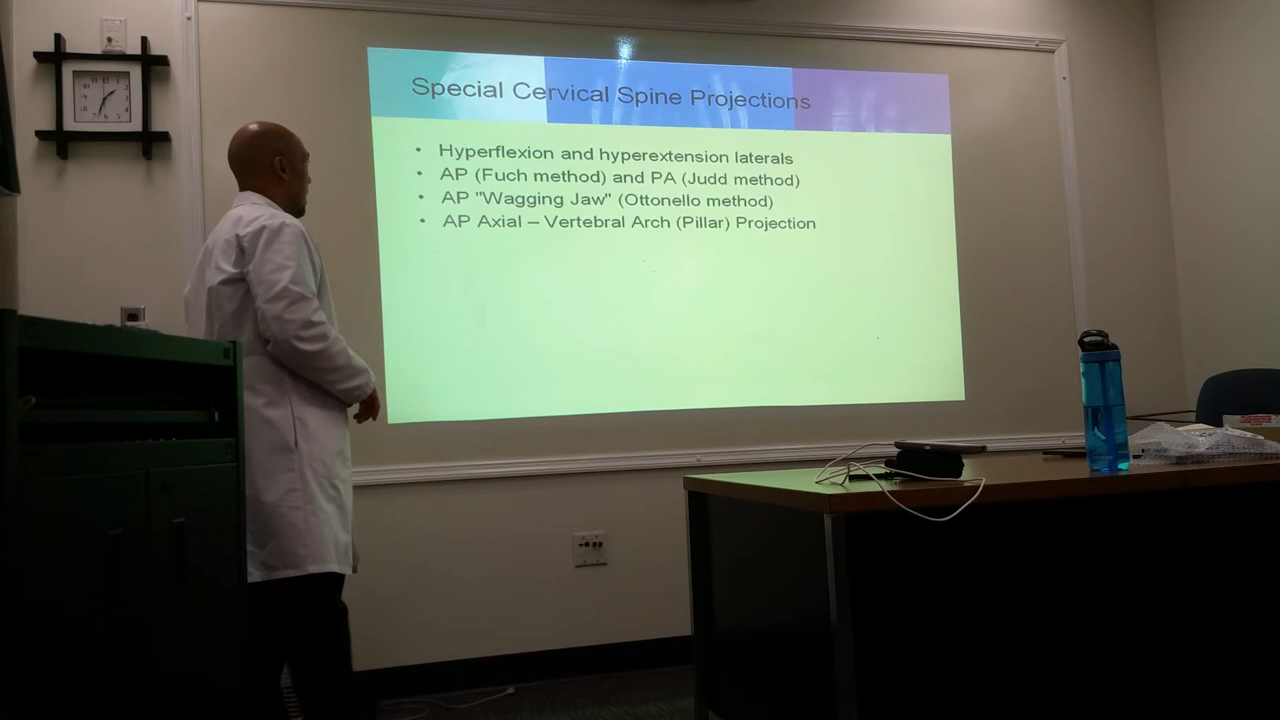 Special Cervical Spine Projections
• Hyperflexion and hyperextension laterals
• AP (Fuch method) and PA (Judd method)
• AP "Wagging Jaw" (Ottonello method)
• AP Axial – Vertebral Arch (Pillar) Projection